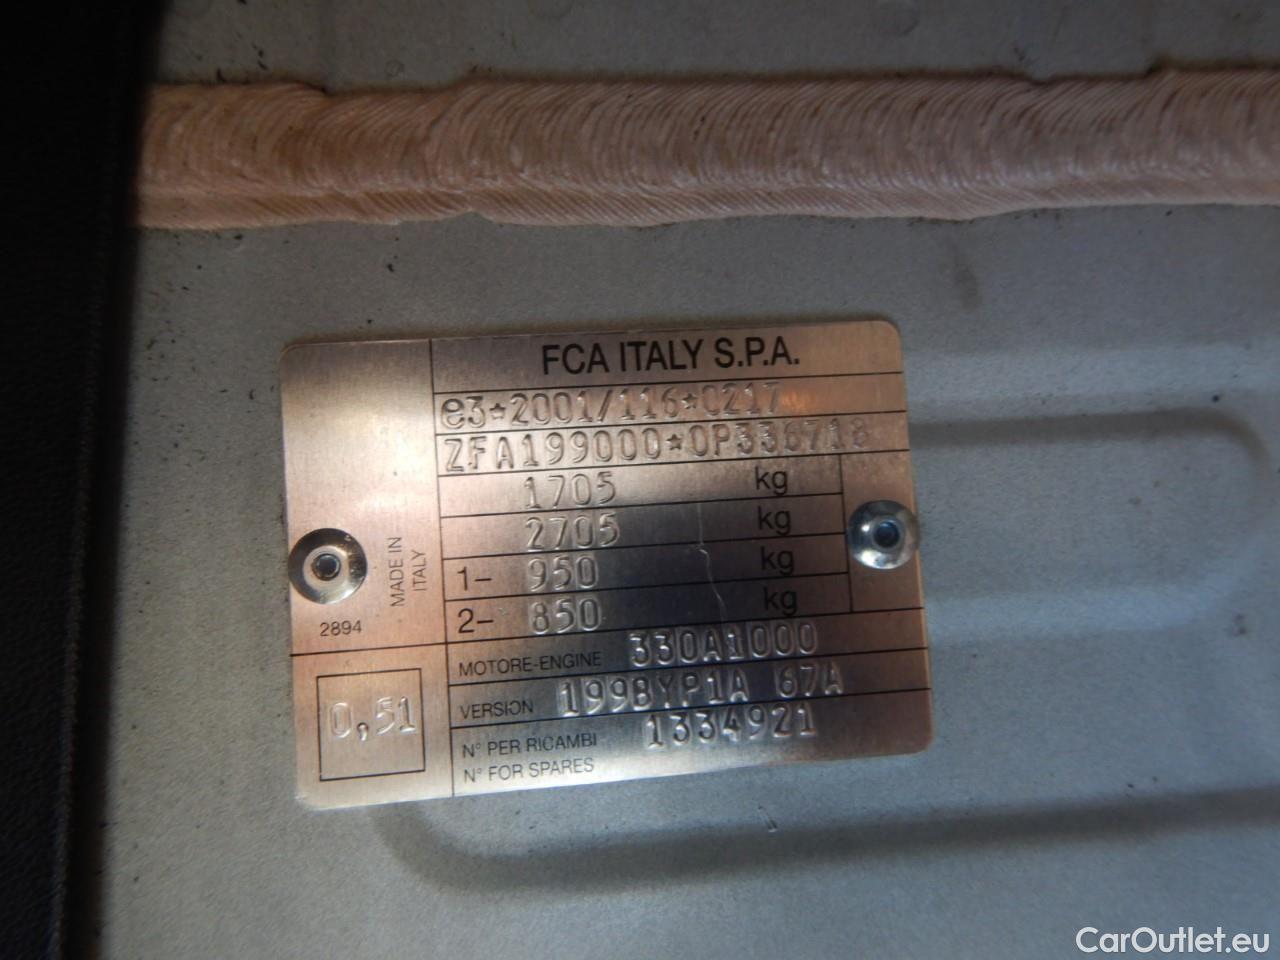 FCA ITALY S.P.A.
e3*2001/116*0217
ZFA199000*0P336718
1705 kg
2705 kg
1- 950 kg
2- 850 kg
MADE IN
ITALY
2894
MOTORE-ENGINE 330A1000
VERSION 199BYP1A 67A
N° PER RICAMBI 1334921
N° FOR SPARES
0,51
CarOutlet.eu